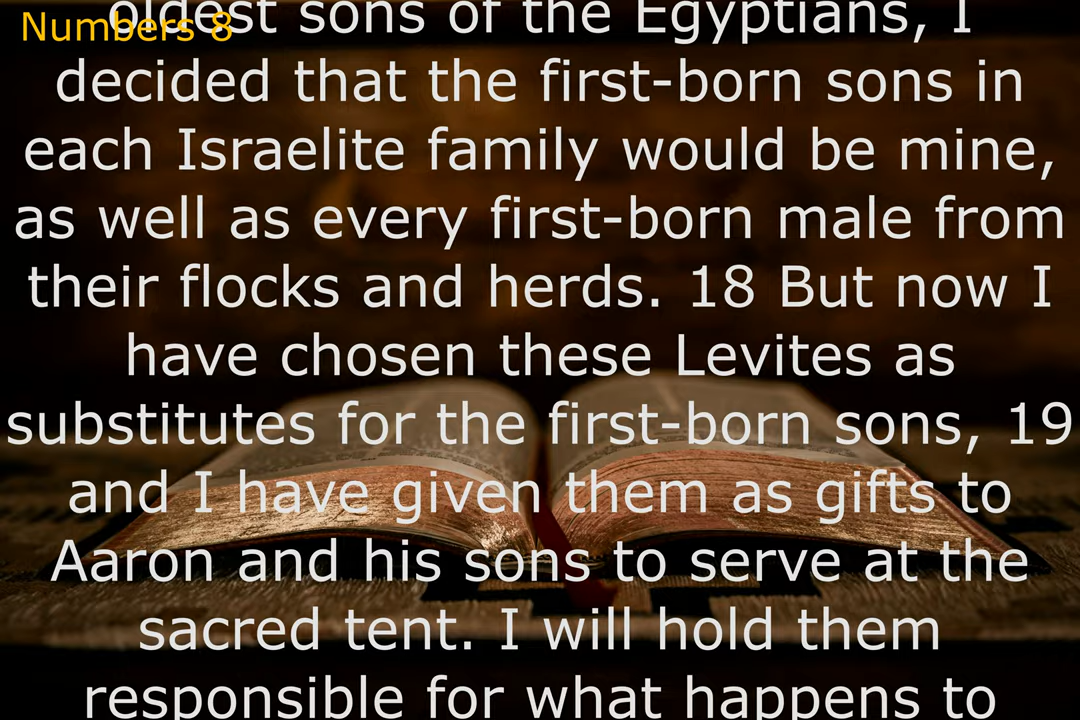 Numbers 8
oldest sons of the Egyptians, I
decided that the first-born sons in
each Israelite family would be mine,
as well as every first-born male from
their flocks and herds. 18 But now I
have chosen these Levites as
substitutes for the first-born sons, 19
and I have given them as gifts to
Aaron and his sons to serve at the
sacred tent. I will hold them
responsible for what happens to